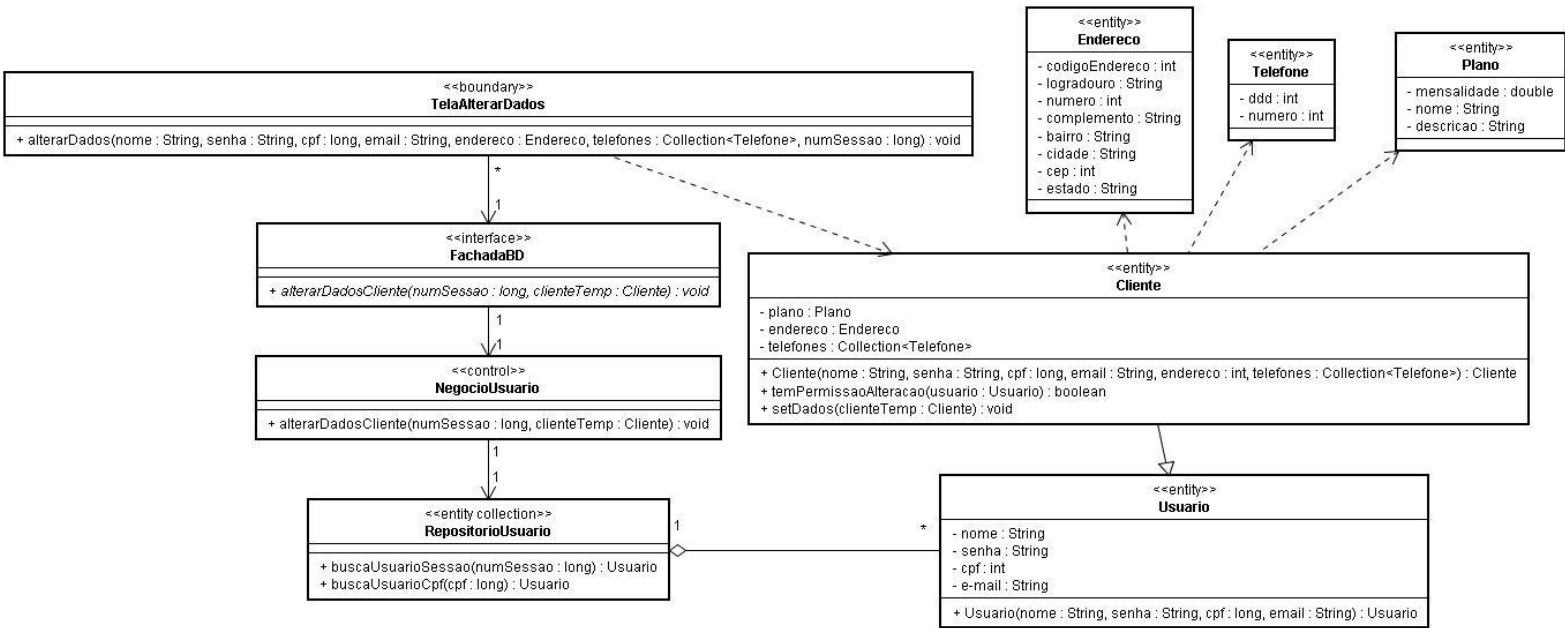 <<boundary>>
TelaAlterarDados
+ alterarDados(nome : String, senha : String, cpf : long, email : String, endereco : Endereco, telefones : Collection<Telefone>, numSessao : long) : void
*
1
<<interface>>
FachadaBD
+ alterarDadosCliente(numSessao : long, clienteTemp : Cliente) : void
1
1
<<control>>
NegocioUsuario
+ alterarDadosCliente(numSessao : long, clienteTemp : Cliente) : void
1
1
<<entity collection>>
RepositorioUsuario
+ buscaUsuarioSessao(numSessao : long) : Usuario
+ buscaUsuarioCpf(cpf : long) : Usuario
1
*
<<entity>>
Endereco
- codigoEndereco : int
- logradouro : String
- numero : int
- complemento : String
- bairro : String
- cidade : String
- cep : int
- estado : String
<<entity>>
Telefone
- ddd : int
- numero : int
<<entity>>
Plano
- mensalidade : double
- nome : String
- descricao : String
<<entity>>
Cliente
- plano : Plano
- endereco : Endereco
- telefones : Collection<Telefone>
+ Cliente(nome : String, senha : String, cpf : long, email : String, endereco : int, telefones : Collection<Telefone>) : Cliente
+ temPermissaoAlteracao(usuario : Usuario) : boolean
+ setDados(clienteTemp : Cliente) : void
<<entity>>
Usuario
- nome : String
- senha : String
- cpf : int
- e-mail : String
+ Usuario(nome : String, senha : String, cpf : long, email : String) : Usuario